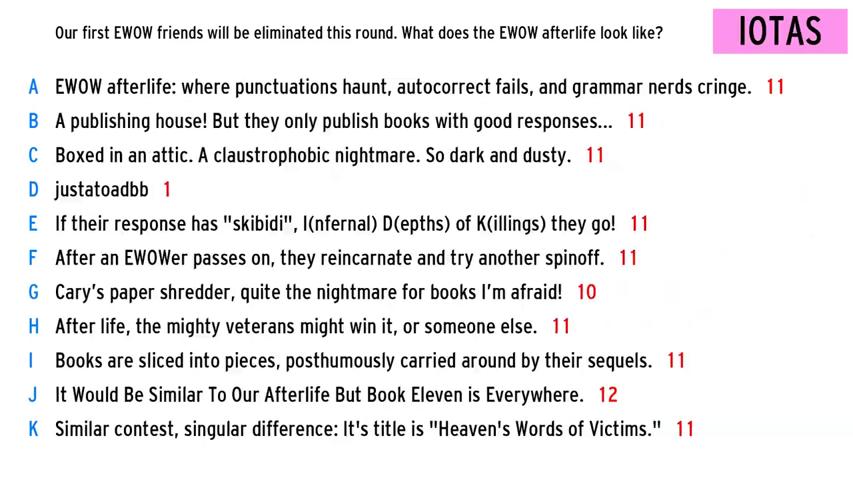 Our first EWOW friends will be eliminated this round. What does the EWOW afterlife look like?
IOTAS
A EWOW afterlife: where punctuations haunt, autocorrect fails, and grammar nerds cringe. 11
B A publishing house! But they only publish books with good responses... 11
C Boxed in an attic. A claustrophobic nightmare. So dark and dusty. 11
D justatoadbb 1
E If their response has "skibidi", I(nfernal) D(epths) of K(illings) they go! 11
F After an EWOWer passes on, they reincarnate and try another spinoff. 11
G Cary's paper shredder, quite the nightmare for books I'm afraid! 10
H After life, the mighty veterans might win it, or someone else. 11
I Books are sliced into pieces, posthumously carried around by their sequels. 11
J It Would Be Similar To Our Afterlife But Book Eleven is Everywhere. 12
K Similar contest, singular difference: It's title is "Heaven's Words of Victims." 11